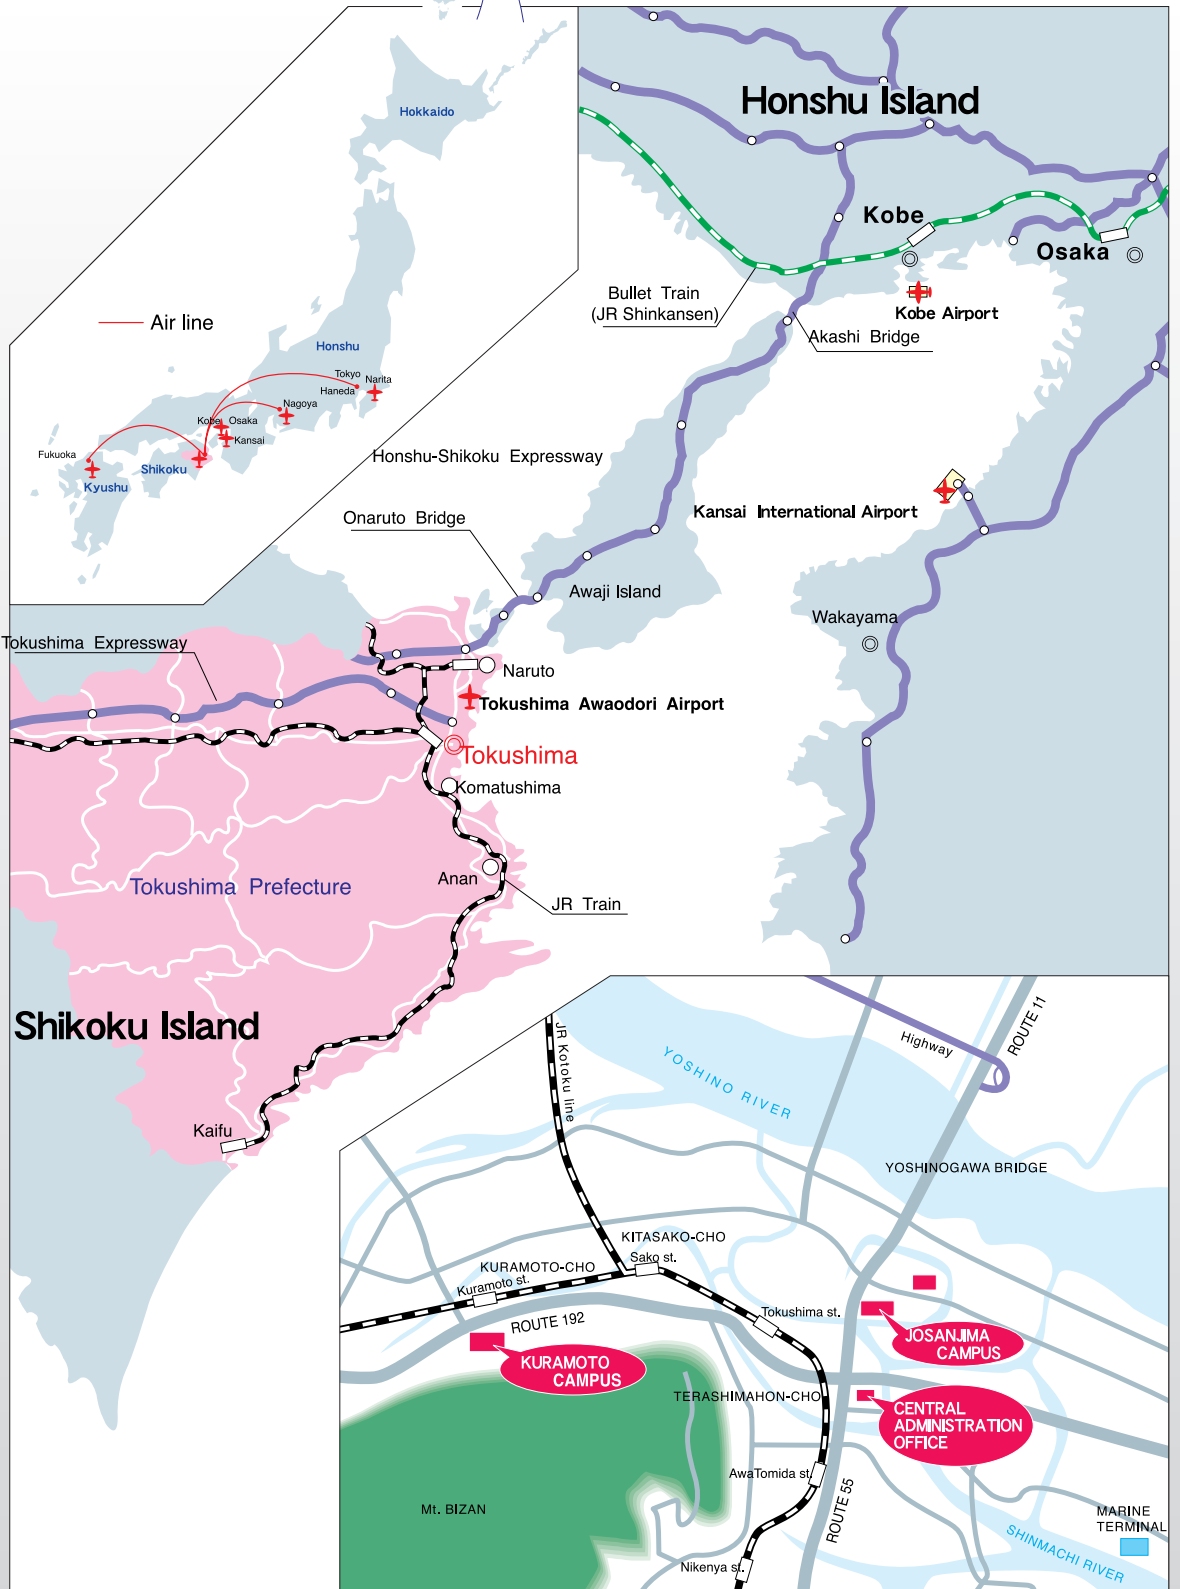 Hokkaido
Air line
Honshu
Tokyo
Haneda
Narita
Nagoya
Kobe
Osaka
Kansai
Fukuoka
Shikoku
Kyushu
Honshu Island
Kobe
Osaka
Bullet Train
(JR Shinkansen)
Kobe Airport
Akashi Bridge
Honshu-Shikoku Expressway
Kansai International Airport
Onaruto Bridge
Awaji Island
Wakayama
Tokushima Expressway
Naruto
Tokushima Awaodori Airport
Tokushima
Komatushima
Anan
Tokushima Prefecture
JR Train
Shikoku Island
Kaifu
JR Kotoku line
YOSHINO RIVER
Highway
ROUTE 11
YOSHINOGAWA BRIDGE
KITASAKO-CHO
Sako st.
KURAMOTO-CHO
Kuramoto st.
ROUTE 192
Tokushima st.
JOSANJIMA
CAMPUS
KURAMOTO
CAMPUS
TERASHIMAHON-CHO
CENTRAL
ADMINISTRATION
OFFICE
AwaTomida st.
ROUTE 55
Mt. BIZAN
MARINE
TERMINAL
SHINMACHI RIVER
Nikenya st.